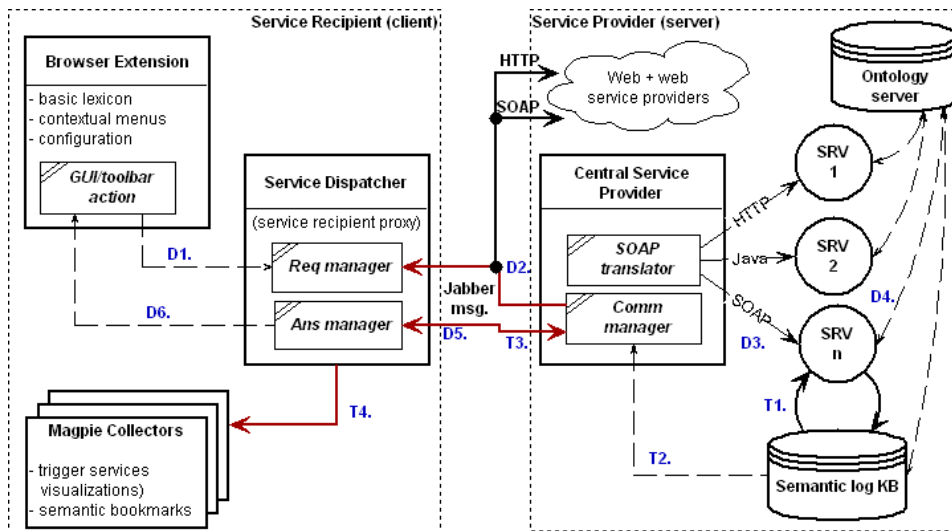 Service Recipient (client)
Service Provider (server)
Browser Extension
- basic lexicon
- contextual menus
- configuration
GUI/toolbar
action
D1.
D6.
Service Dispatcher
(service recipient proxy)
Req manager
Ans manager
T4.
Magpie Collectors
- trigger services
visualizations)
- semantic bookmarks
HTTP
SOAP
Web + web
service providers
D2.
Jabber
msg.
D5.
T3.
Central Service
Provider
SOAP
translator
Comm
manager
HTTP
Java
SOAP
D3.
T2.
Ontology
server
SRV
1
SRV
2
D4.
SRV
n
T1.
Semantic log KB